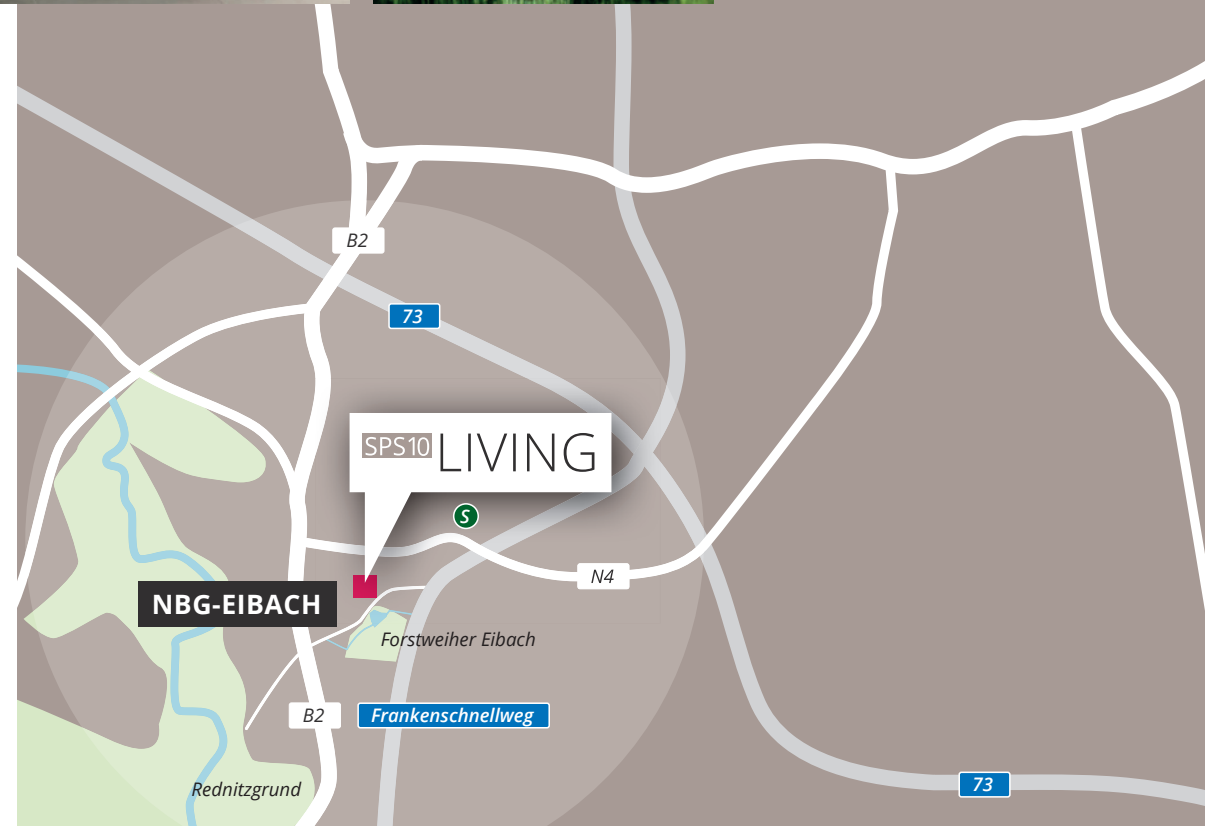 B2
73
SPS10 LIVING
S
N4
NBG-EIBACH
Forstweiher Eibach
B2
Frankenschnellweg
Rednitzgrund
73